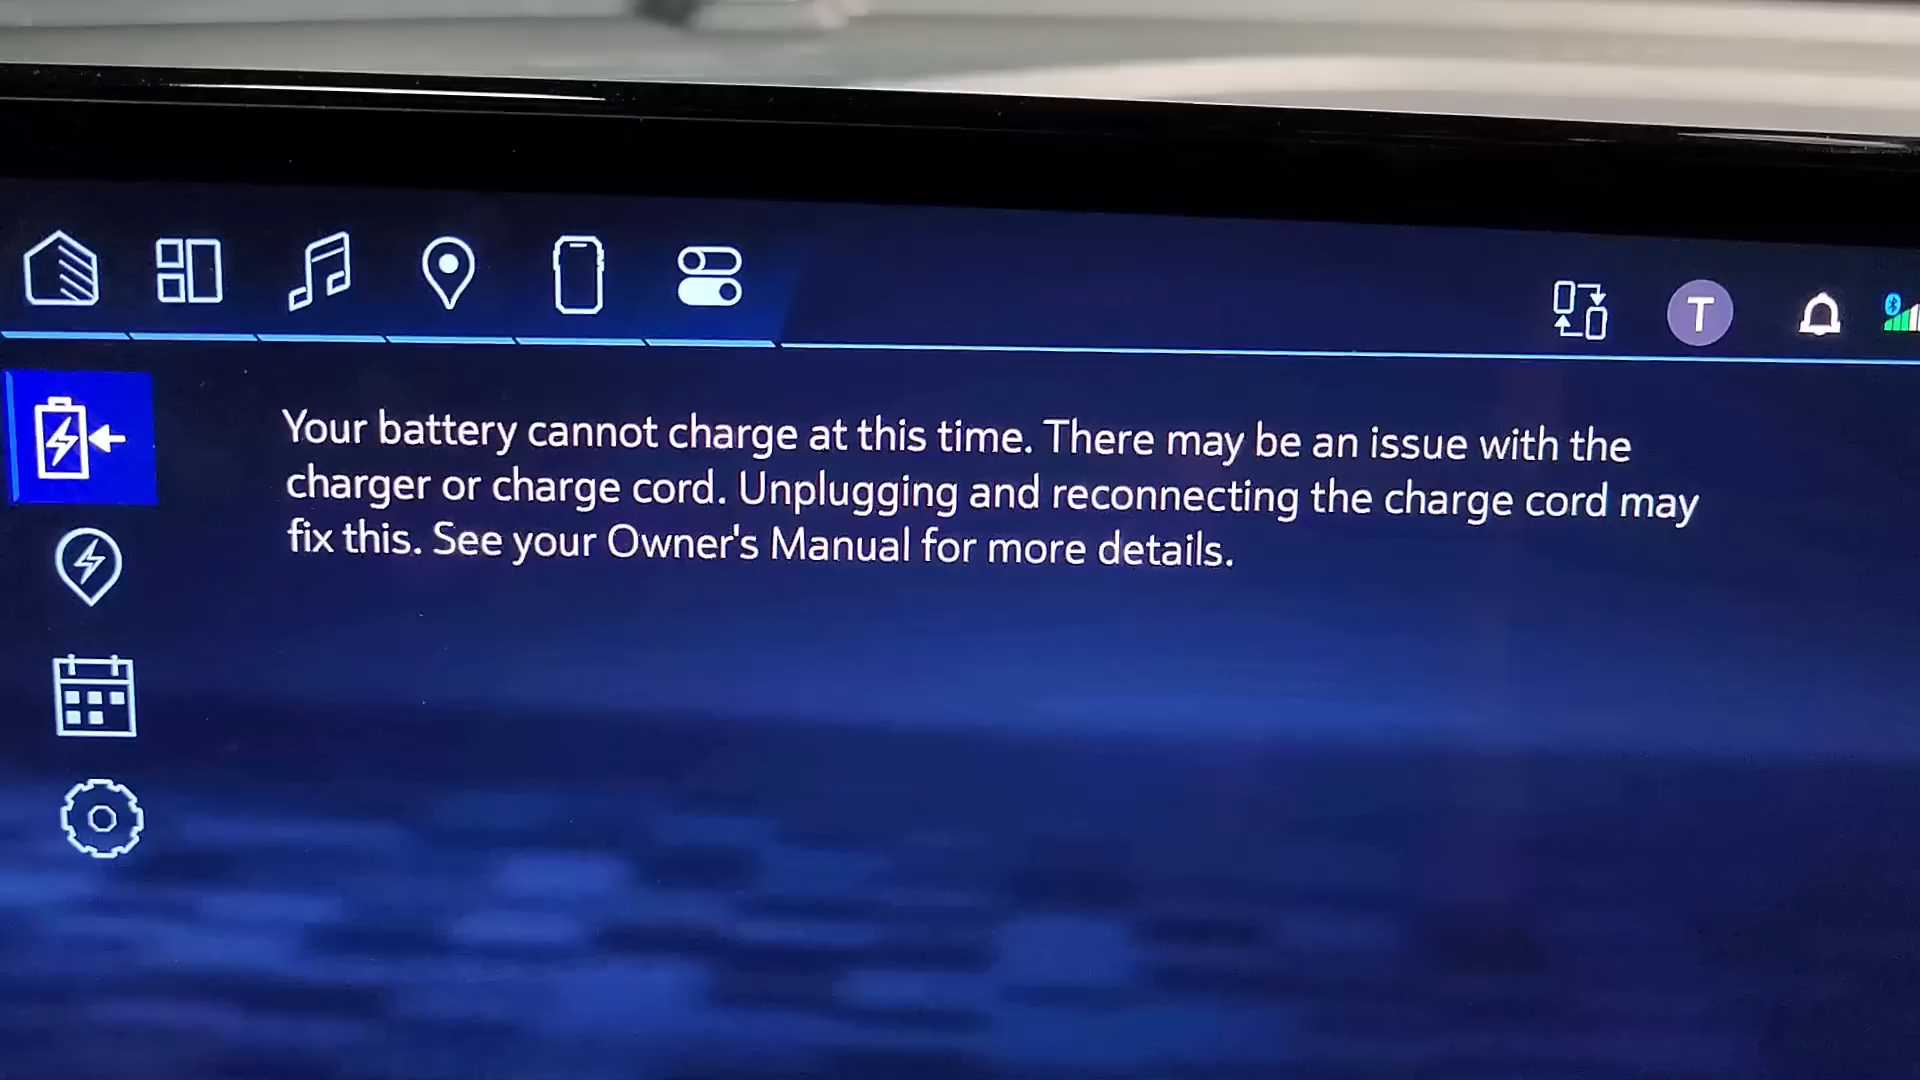 T
Your battery cannot charge at this time. There may be an issue with the
charger or charge cord. Unplugging and reconnecting the charge cord may
fix this. See your Owner's Manual for more details.